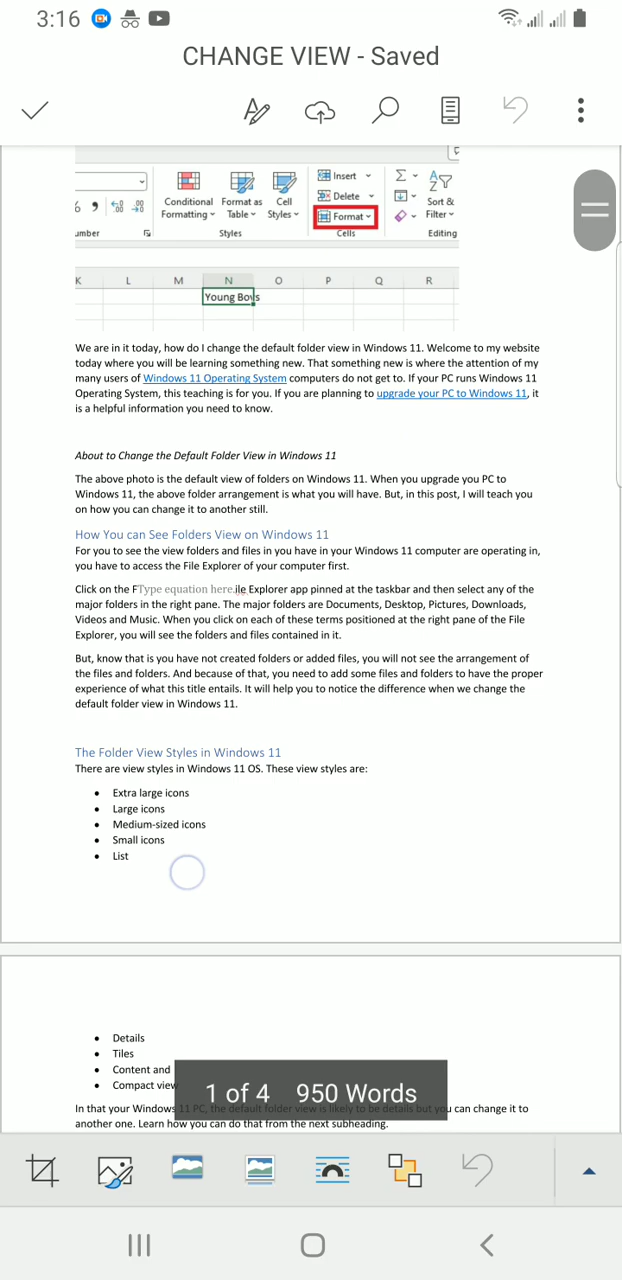 3:16
CHANGE VIEW - Saved
Insert
Conditional Format as Cell
Delete
Sort &
Formatting Table Styles
Format
Filter
umber
Styles
Cells
Editing
K L M N O P Q R
Young Boys
We are in it today, how do I change the default folder view in Windows 11. Welcome to my website
today where you will be learning something new. That something new is where the attention of my
many users of Windows 11 Operating System computers do not get to. If your PC runs Windows 11
Operating System, this teaching is for you. If you are planning to upgrade your PC to Windows 11, it
is a helpful information you need to know.
About to Change the Default Folder View in Windows 11
The above photo is the default view of folders on Windows 11. When you upgrade you PC to
Windows 11, the above folder arrangement is what you will have. But, in this post, I will teach you
on how you can change it to another still.
How You can See Folders View on Windows 11
For you to see the view folders and files in you have in your Windows 11 computer are operating in,
you have to access the File Explorer of your computer first.
Click on the FType equation here.ile Explorer app pinned at the taskbar and then select any of the
major folders in the right pane. The major folders are Documents, Desktop, Pictures, Downloads,
Videos and Music. When you click on each of these terms positioned at the right pane of the File
Explorer, you will see the folders and files contained in it.
But, know that is you have not created folders or added files, you will not see the arrangement of
the files and folders. And because of that, you need to add some files and folders to have the proper
experience of what this title entails. It will help you to notice the difference when we change the
default folder view in Windows 11.
The Folder View Styles in Windows 11
There are view styles in Windows 11 OS. These view styles are:
• Extra large icons
• Large icons
• Medium-sized icons
• Small icons
• List
• Details
• Tiles
• Content and
• Compact view
1 of 4 950 Words
In that your Windows 11 PC, the default folder view is likely to be details but you can change it to
another one. Learn how you can do that from the next subheading.